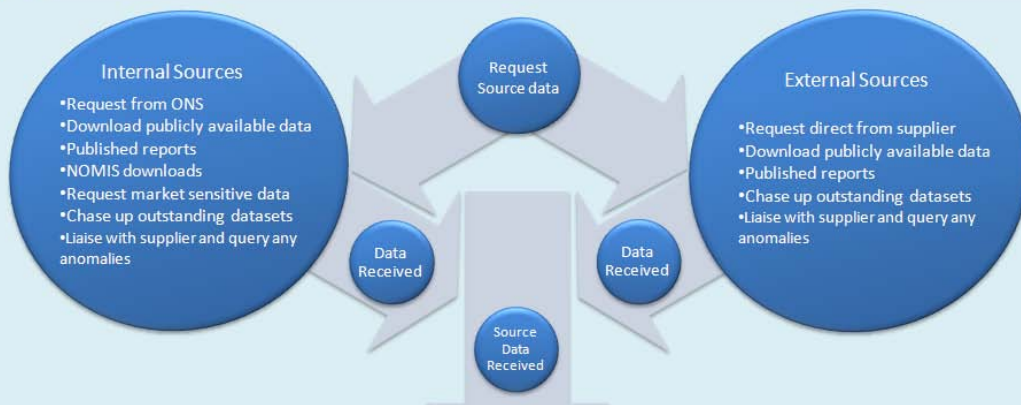 Request
Source data
Internal Sources
•Request from ONS
•Download publicly available data
•Published reports
•NOMIS downloads
•Request market sensitive data
•Chase up outstanding datasets
•Liaise with supplier and query any
anomalies
External Sources
•Request direct from supplier
•Download publicly available data
•Published reports
•Chase up outstanding datasets
•Liaise with supplier and query any
anomalies
Data
Received
Data
Received
Source
Data
Received